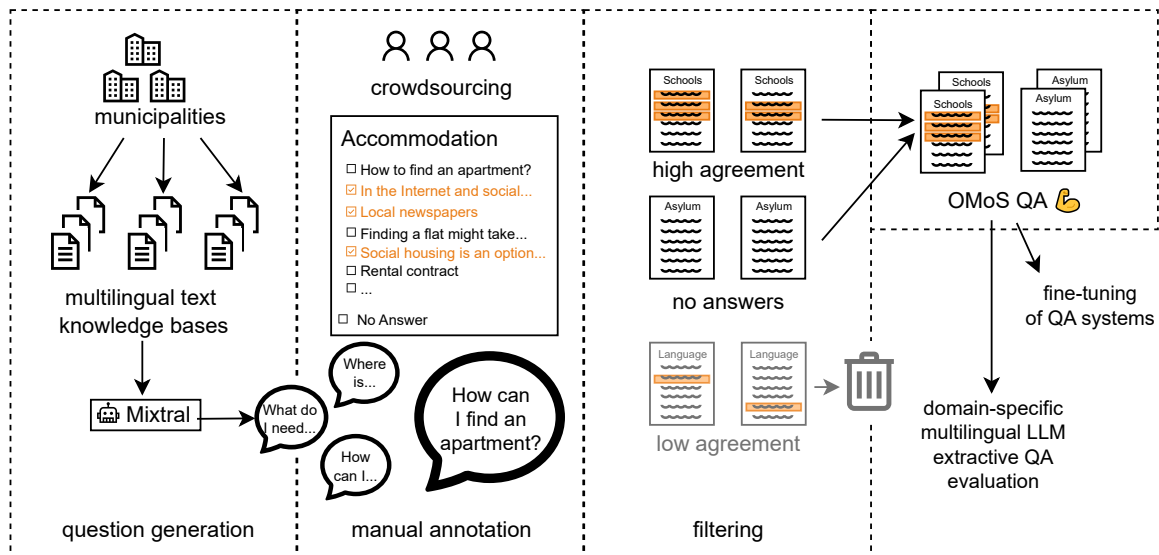 municipalities
multilingual text
knowledge bases
Mixtral
question generation
crowdsourcing
Accommodation
How to find an apartment?
In the Internet and social...
Local newspapers
Finding a flat might take...
Social housing is an option...
Rental contract
...
No Answer
Where
is...
What do
I need...
How
can I...
How can
I find an
apartment?
manual annotation
Schools
Schools
high agreement
Asylum
Asylum
no answers
Language
Language
low agreement
filtering
Schools
Schools
Asylum
Asylum
OMoS QA
fine-tuning
of QA systems
domain-specific
multilingual LLM
extractive QA
evaluation